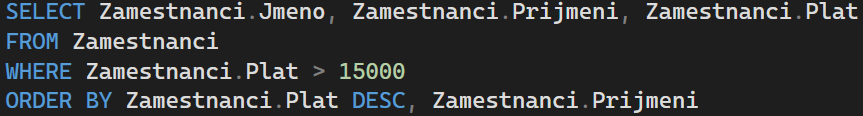 SELECT Zamestnanci.Jmeno, Zamestnanci.Prijmeni, Zamestnanci.Plat
FROM Zamestnanci
WHERE Zamestnanci.Plat > 15000
ORDER BY Zamestnanci.Plat DESC, Zamestnanci.Prijmeni